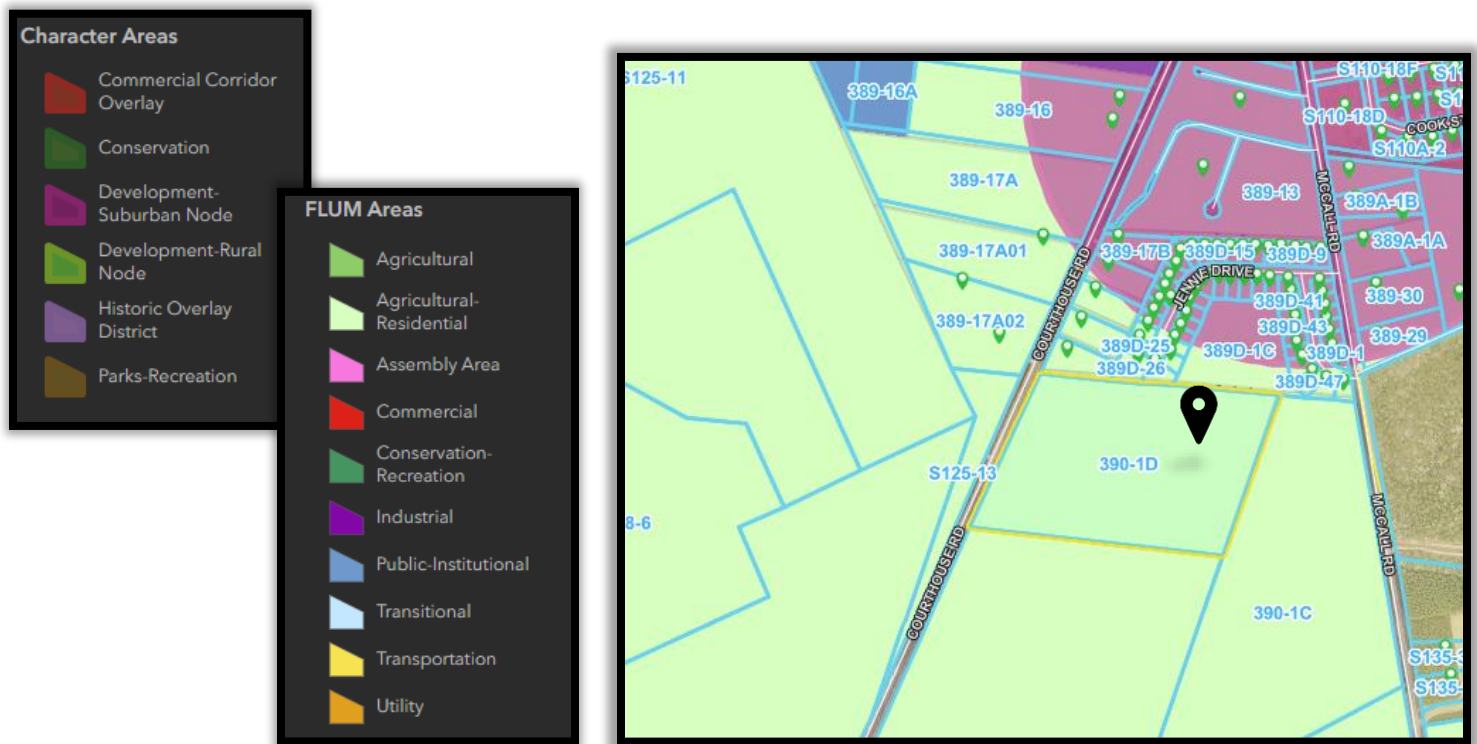 Character Areas
Commercial Corridor
Overlay
Conservation
Development-
Suburban Node
Development-Rural
Node
Historic Overlay
District
Parks-Recreation
FLUM Areas
Agricultural
Agricultural-
Residential
Assembly Area
Commercial
Conservation-
Recreation
Industrial
Public-Institutional
Transitional
Transportation
Utility
S125-11
389-16A
389-16
S110-18F
S110-18D
COOK
S110A-2
389-17A
389-13
MCCALL RD
389A-1B
389A-1A
389-17A01
389-17B
389D-15
389D-9
JENNIE DRIVE
COURTHOUSE RD
389D-41
389-30
389-17A02
389D-43
389-29
389D-25
389D-1C
389D-1
389D-26
389D-47
390-1D
S125-13
8-6
MCCALL RD
COURTHOUSE RD
390-1C
S135-
S135-